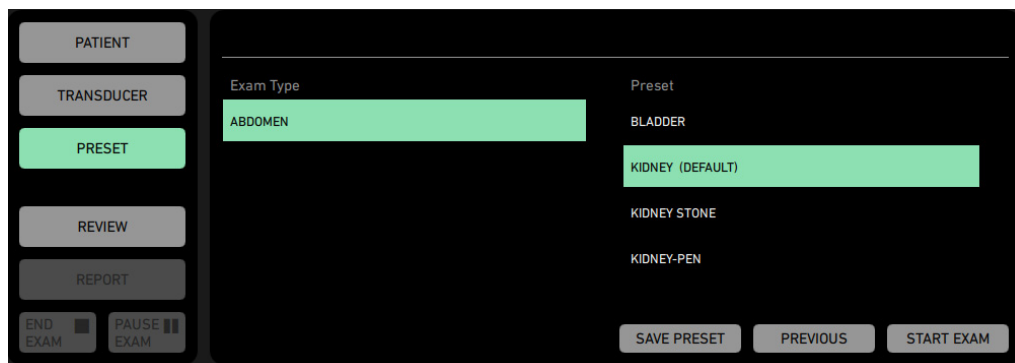 PATIENT
TRANSDUCER
PRESET
REVIEW
REPORT
END EXAM
PAUSE EXAM
Exam Type
ABDOMEN
Preset
BLADDER
KIDNEY (DEFAULT)
KIDNEY STONE
KIDNEY-PEN
SAVE PRESET
PREVIOUS
START EXAM